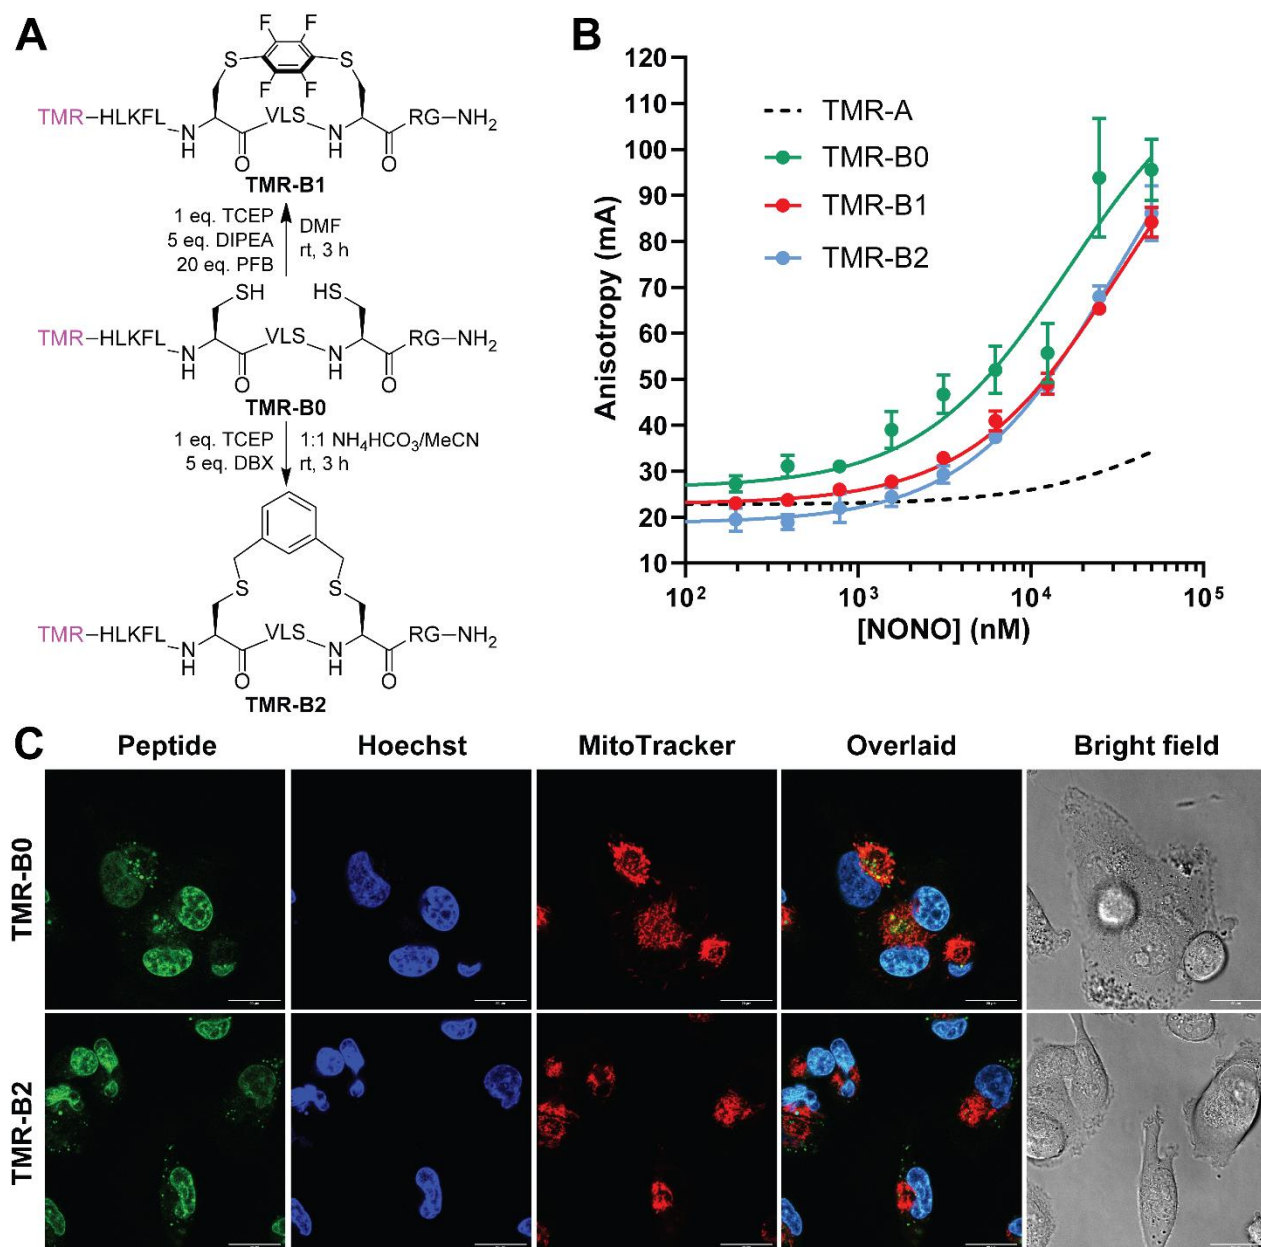 A
F F
S S
F F
TMR-HLKFL N H O VLS N H O RG-NH2
TMR-B1
1 eq. TCEP
5 eq. DIPEA
20 eq. PFB
DMF
rt, 3 h
SH HS
TMR-HLKFL N H O VLS N H O RG-NH2
TMR-B0
1 eq. TCEP
5 eq. DBX
1:1 NH4HCO3/MeCN
rt, 3 h
S S
TMR-HLKFL N H O VLS N H O RG-NH2
TMR-B2
B
Anisotropy (mA)
120
110
100
90
80
70
60
50
40
30
20
10
TMR-A
TMR-B0
TMR-B1
TMR-B2
10^2 10^3 10^4 10^5
[NONO] (nM)
C
Peptide Hoechst MitoTracker Overlaid Bright field
TMR-B0
TMR-B2